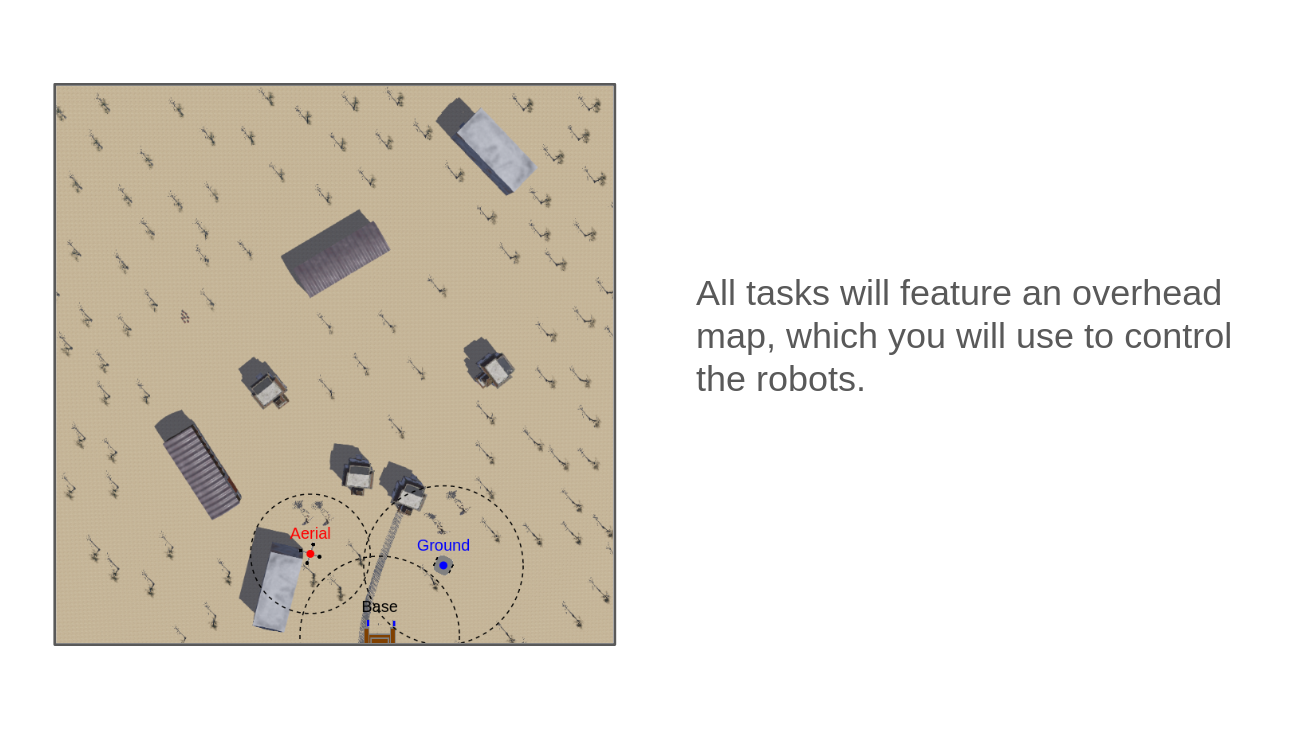 All tasks will feature an overhead
map, which you will use to control
the robots.
Aerial
Ground
Base